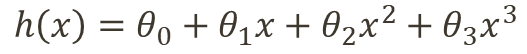 h(x) = θ₀ + θ₁x + θ₂x² + θ₃x³